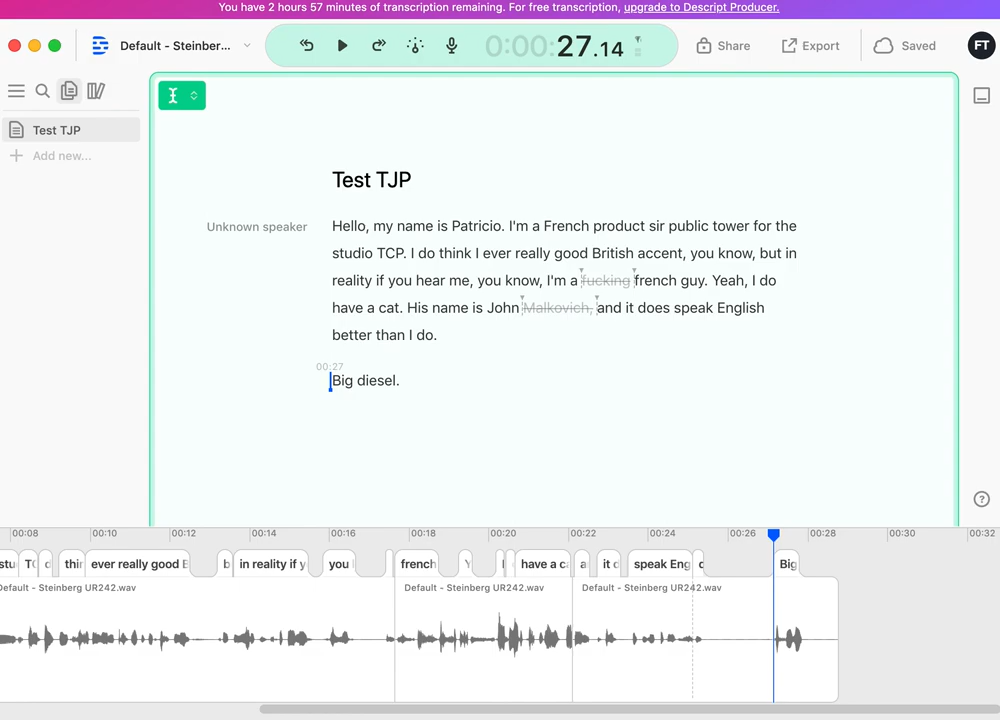 You have 2 hours 57 minutes of transcription remaining. For free transcription, upgrade to Descript Producer.
Default - Steinber...
0:00:27.14
Share
Export
Saved
FT
Test TJP
Add new...
Test TJP
Unknown speaker
Hello, my name is Patricio. I'm a French product sir public tower for the
studio TCP. I do think I ever really good British accent, you know, but in
reality if you hear me, you know, I'm a fucking french guy. Yeah, I do
have a cat. His name is John Malkovich, and it does speak English
better than I do.
00:27
Big diesel.
?
00:08 00:10 00:12 00:14 00:16 00:18 00:20 00:22 00:24 00:26 00:28 00:30 00:32
stu T d thi ever really good B b in reality if y you french Y have a c a it d speak Eng d Big
Default - Steinberg UR242.wav Default - Steinberg UR242.wav Default - Steinberg UR242.wav